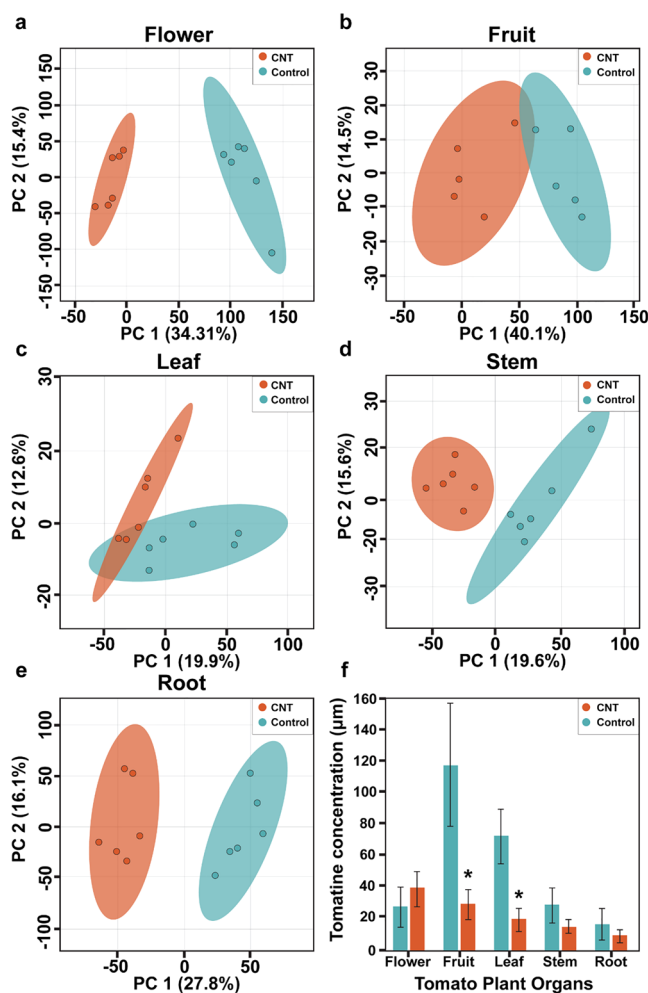 a
Flower
CNT
Control
PC 2 (15.4%)
150
100
50
0
-50
-100
-150
-50
0
50
100
150
PC 1 (34.31%)
b
Fruit
CNT
Control
PC 2 (14.5%)
30
20
10
0
-10
-20
-30
-50
0
50
100
150
PC 1 (40.1%)
c
Leaf
CNT
Control
PC 2 (12.6%)
30
20
0
-20
-50
0
50
100
PC 1 (19.9%)
d
Stem
CNT
Control
PC 2 (15.6%)
30
20
0
-20
-30
-50
0
50
100
PC 1 (19.6%)
e
Root
CNT
Control
PC 2 (16.1%)
100
50
0
-50
-100
-50
0
50
PC 1 (27.8%)
f
CNT
Control
Tomatine concentration (μm)
160
140
120
100
80
60
40
20
0
*
*
Flower
Fruit
Leaf
Stem
Root
Tomato Plant Organs